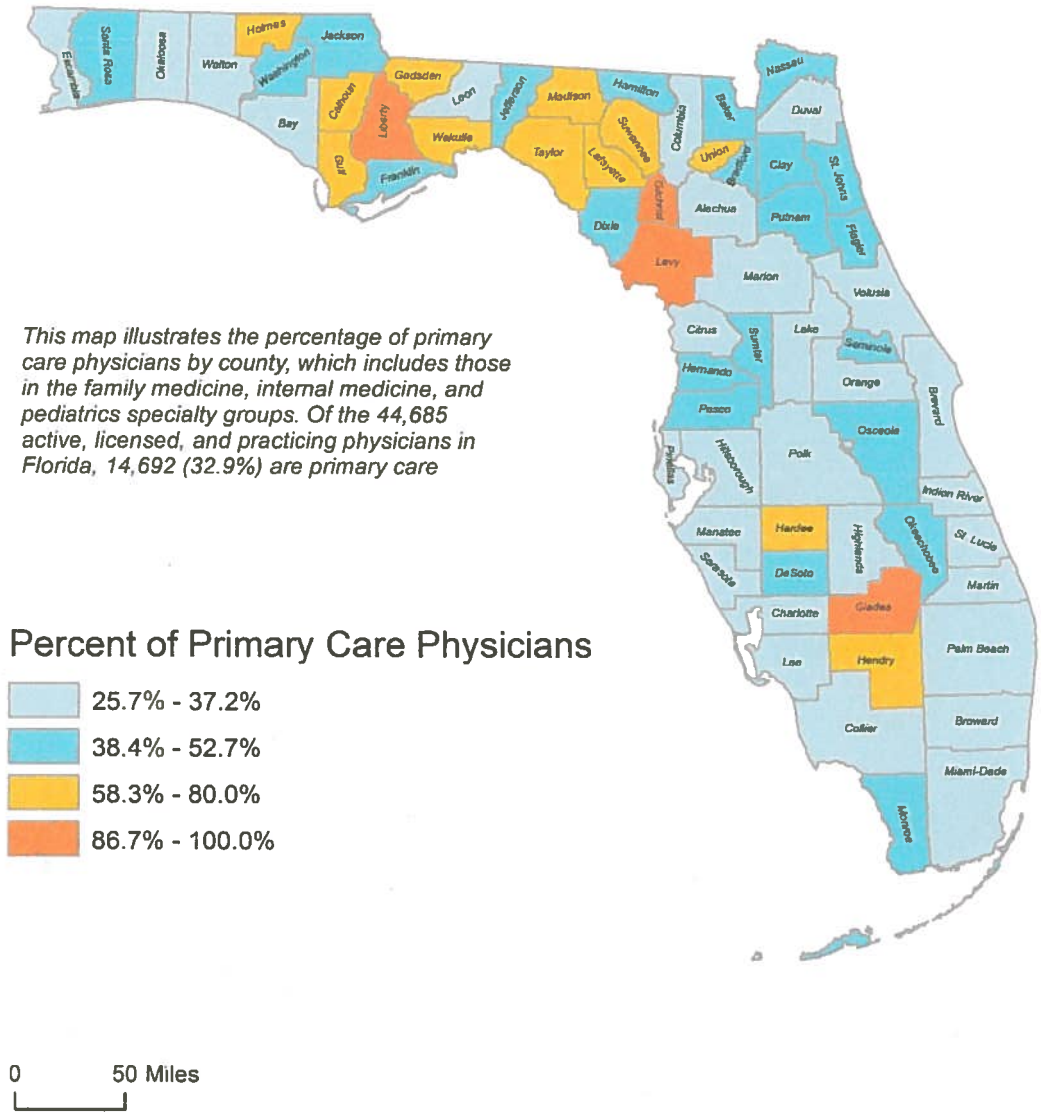 Holmes
Jackson
Santa Rosa
Okaloosa
Walton
Escambia
Washington
Nassau
Gadsden
Hamilton
Leon
Jefferson
Madison
Baker
Calhoun
Liberty
Duval
Columbia
Bay
Suwannee
Wakulla
Taylor
Lafayette
Union
Bradford
Clay
St. Johns
Gulf
Franklin
Gilchrist
Alachua
Putnam
Dixie
Flagler
Levy
Marion
Volusia
This map illustrates the percentage of primary
care physicians by county, which includes those
in the family medicine, internal medicine, and
pediatrics specialty groups. Of the 44,685
active, licensed, and practicing physicians in
Florida, 14,692 (32.9%) are primary care
Citrus
Sumter
Lake
Seminole
Hernando
Orange
Pasco
Brevard
Osceola
Pinellas
Hillsborough
Polk
Indian River
Manatee
Hardee
Highlands
Okeechobee
St. Lucie
Sarasota
DeSoto
Martin
Charlotte
Glades
Percent of Primary Care Physicians
Lee
Hendry
Palm Beach
25.7% - 37.2%
Collier
Broward
38.4% - 52.7%
Miami-Dade
58.3% - 80.0%
Monroe
86.7% - 100.0%
0 50 Miles